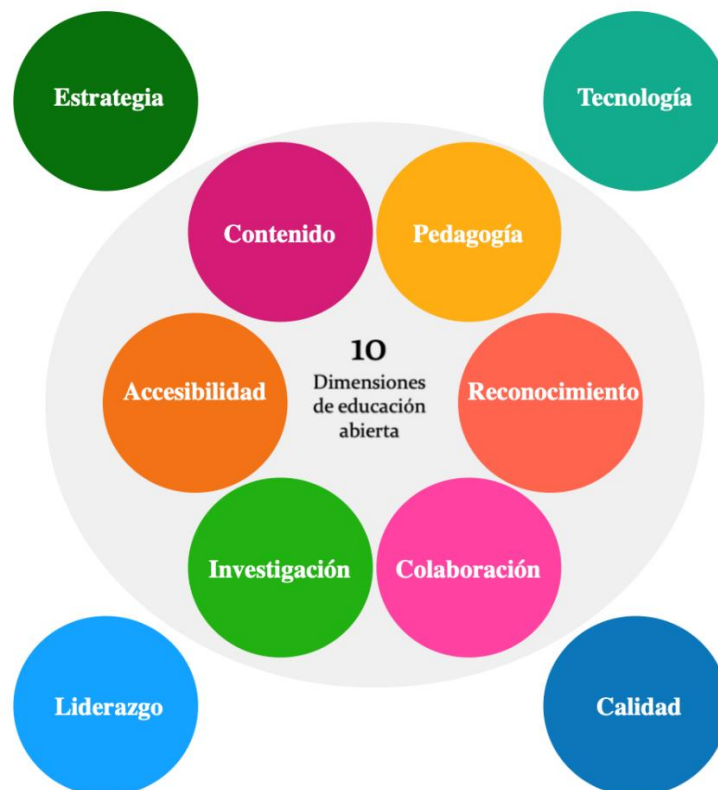 Estrategia
Tecnología
Contenido
Pedagogía
Accesibilidad
10
Dimensiones
de educación
abierta
Reconocimiento
Investigación
Colaboración
Liderazgo
Calidad